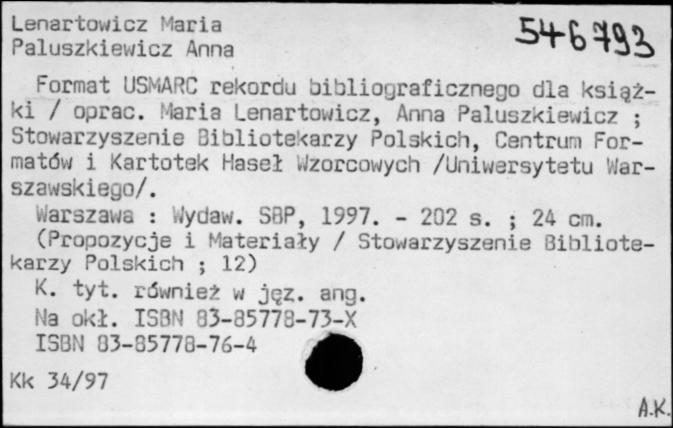 Lenartowicz Maria
Paluszkiewicz Anna
546793
Format USMARC rekordu bibliograficznego dla książ-
ki / oprac. Maria Lenartowicz, Anna Paluszkiewicz ;
Stowarzyszenie Bibliotekarzy Polskich, Centrum For-
matów i Kartotek Haseł Wzorcowych /Uniwersytetu War-
szawskiego/.
Warszawa : Wydaw. SBP, 1997. - 202 s. ; 24 cm.
(Propozycje i Materiały / Stowarzyszenie Bibliote-
karzy Polskich ; 12)
K. tyt. również w jęz. ang.
Na okł. ISBN 83-85778-73-X
ISBN 83-85778-76-4
Kk 34/97
A.K.